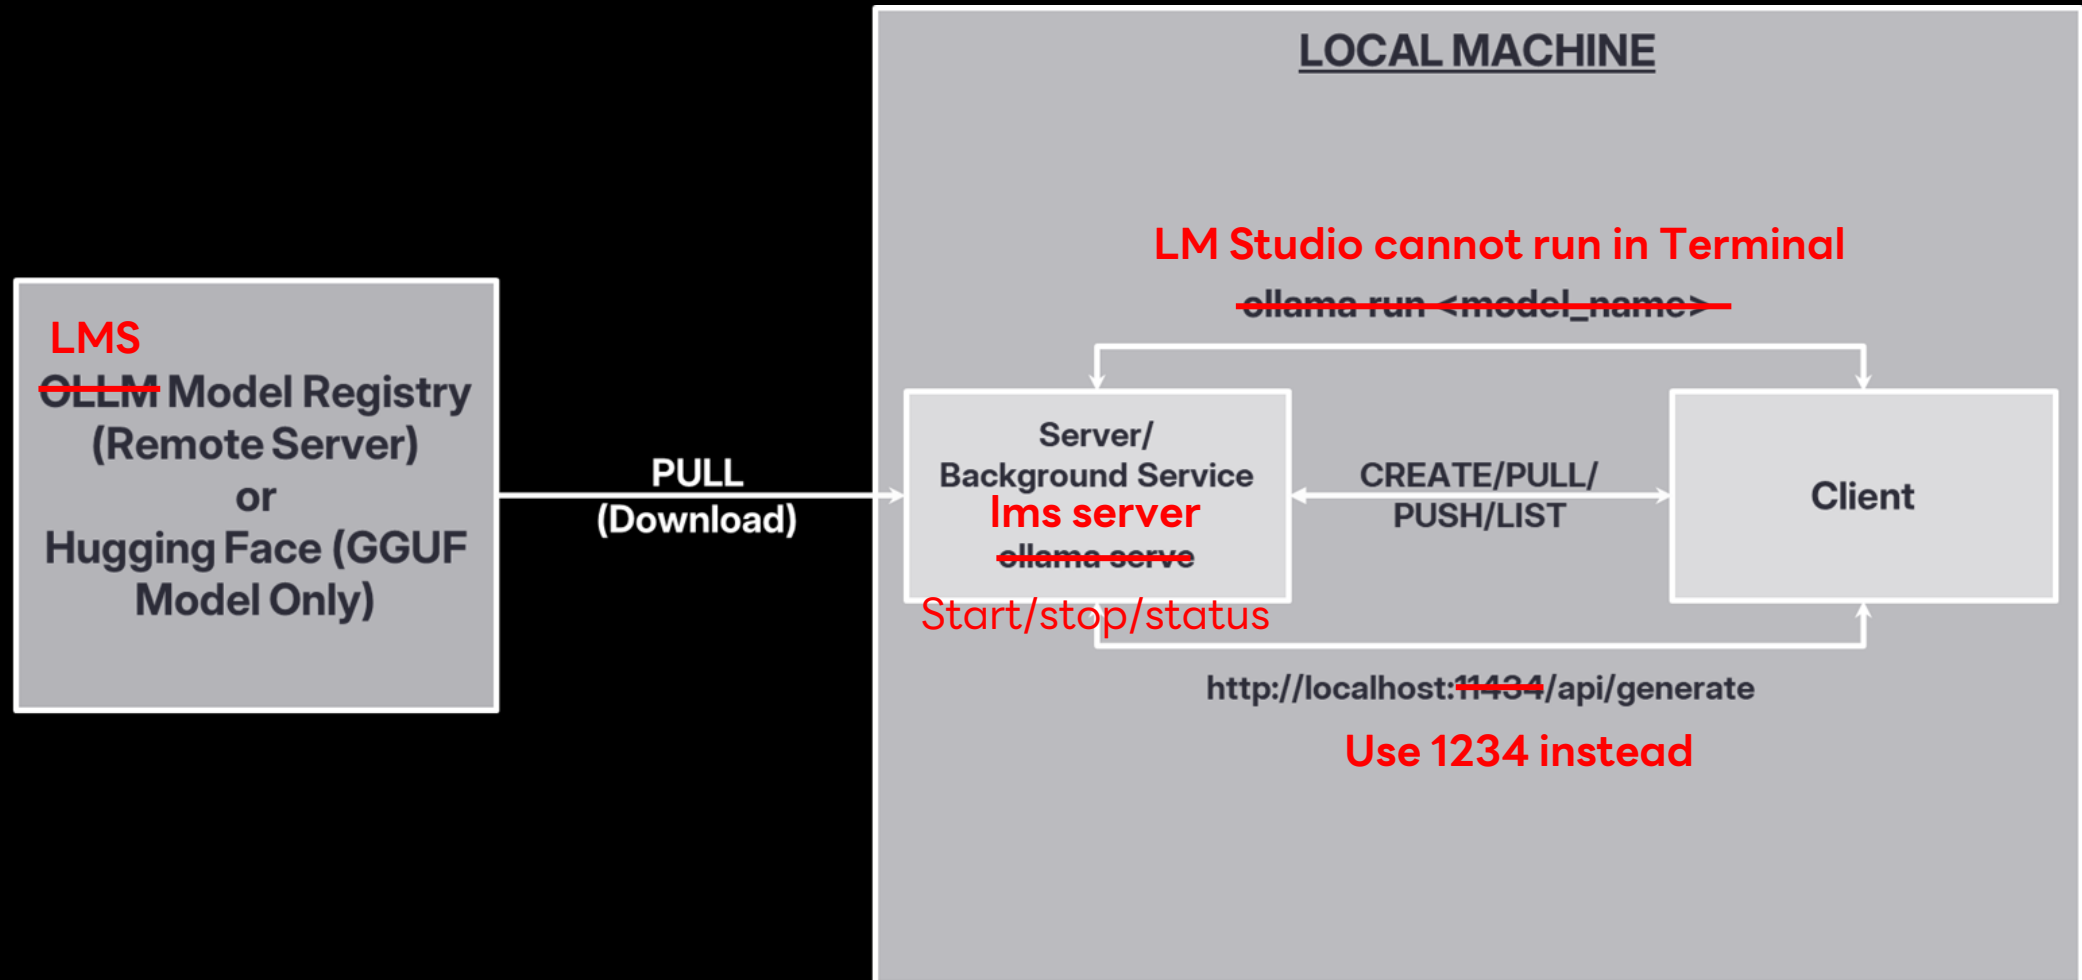 LOCAL MACHINE
LM Studio cannot run in Terminal
ollama run <model_name>
LMS
OLLM Model Registry
(Remote Server)
or
Hugging Face (GGUF
Model Only)
PULL
(Download)
Server/
Background Service
lms server
ollama serve
Start/stop/status
CREATE/PULL/
PUSH/LIST
Client
http://localhost:11434/api/generate
Use 1234 instead